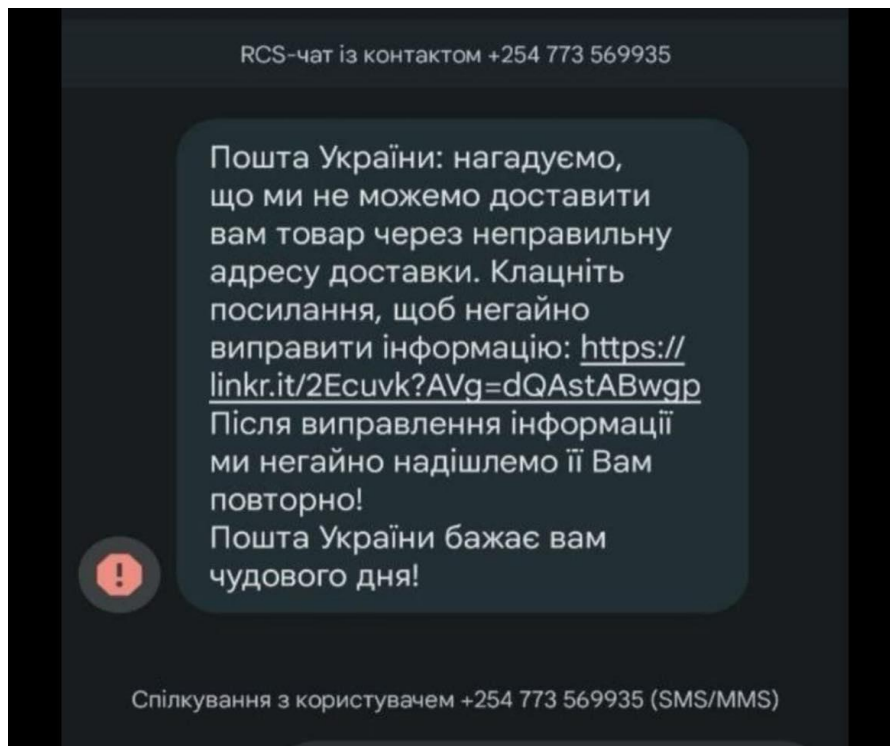 RCS-чат із контактом +254 773 569935
Пошта України: нагадуємо,
що ми не можемо доставити
вам товар через неправильну
адресу доставки. Клацніть
посилання, щоб негайно
виправити інформацію: https://
linkr.it/2Ecuvk?AVg=dQAstABwgp
Після виправлення інформації
ми негайно надішлемо її Вам
повторно!
Пошта України бажає вам
чудового дня!
Спілкування з користувачем +254 773 569935 (SMS/MMS)